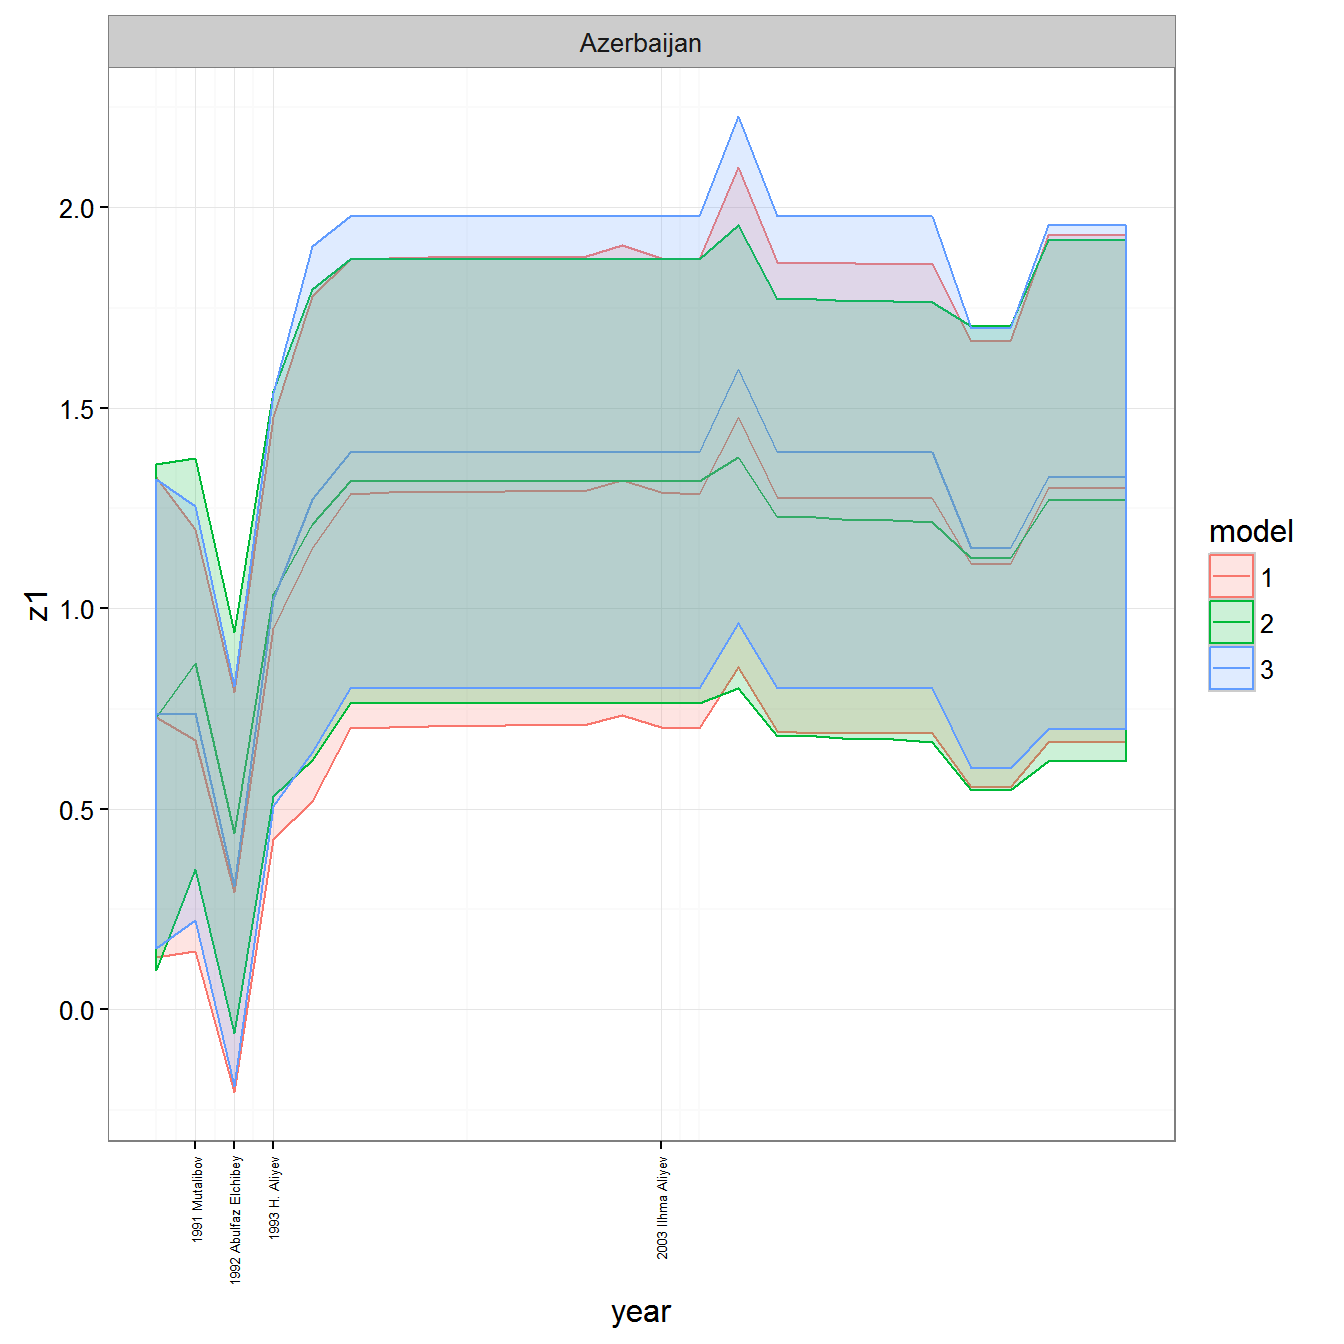 Azerbaijan
2.0
1.5
1.0
0.5
0.0
z1
1991 Mutalibov
1992 Abulfaz Elchibey
1993 H. Aliyev
2003 Ilhma Aliyev
year
model
1
2
3